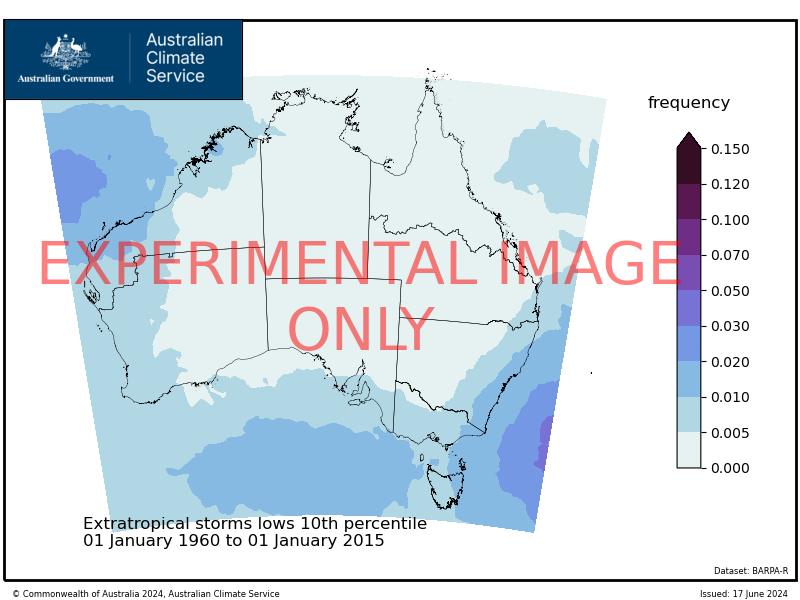 Australian
Climate
Service
Australian Government
frequency
0.150
0.120
0.100
0.070
0.050
0.030
0.020
0.010
0.005
0.000
EXPERIMENTAL IMAGE
ONLY
Extratropical storms lows 10th percentile
01 January 1960 to 01 January 2015
Dataset: BARPA-R
© Commonwealth of Australia 2024, Australian Climate Service
Issued: 17 June 2024